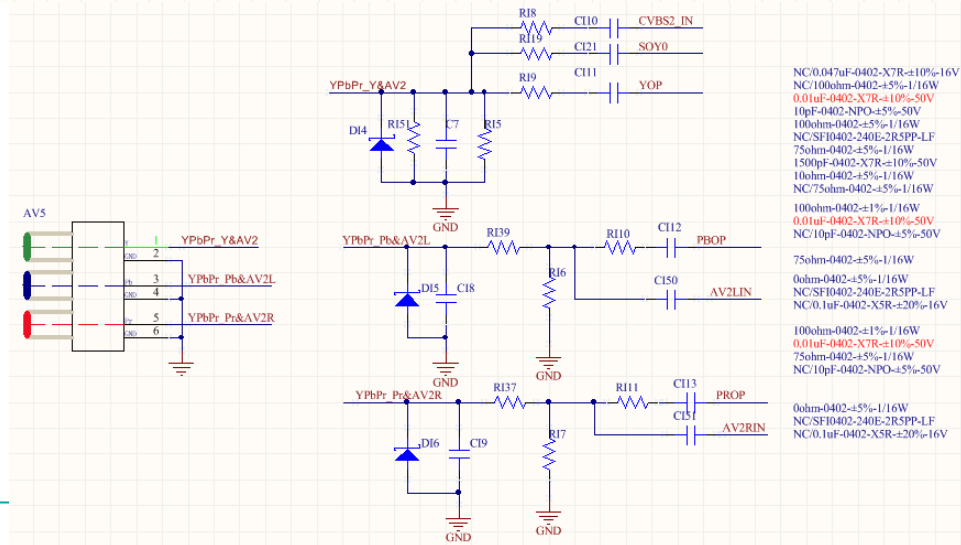 RI8
CI10
CVBS2_IN
RI19
CI21
SOY0
RI9
CI11
YOP
YPbPr_Y&AV2
DI4
RI51
C7
RI5
GND
NC/0.047uF-0402-X7R-±10%-16V
NC/100ohm-0402-±5%-1/16W
0.01uF-0402-X7R-±10%-50V
10pF-0402-NPO-±5%-50V
100ohm-0402-±5%-1/16W
NC/SFI0402-240E-2R5PP-LF
75ohm-0402-±5%-1/16W
1500pF-0402-X7R-±10%-50V
10ohm-0402-±5%-1/16W
NC/75ohm-0402-±5%-1/16W
AV5
Y
1
YPbPr_Y&AV2
GND
2
Pb
3
YPbPr_Pb&AV2L
GND
4
Pr
5
YPbPr_Pr&AV2R
GND
6
YPbPr_Pb&AV2L
RI39
RI10
CI12
PBOP
DI5
CI8
RI6
CI50
AV2LIN
GND
GND
100ohm-0402-±1%-1/16W
0.01uF-0402-X7R-±10%-50V
NC/10pF-0402-NPO-±5%-50V
75ohm-0402-±5%-1/16W
0ohm-0402-±5%-1/16W
NC/SFI0402-240E-2R5PP-LF
NC/0.1uF-0402-X5R-±20%-16V
YPbPr_Pr&AV2R
RI37
RI11
CI13
PROP
DI6
CI9
RI7
CI51
AV2RIN
GND
GND
100ohm-0402-±1%-1/16W
0.01uF-0402-X7R-±10%-50V
75ohm-0402-±5%-1/16W
NC/10pF-0402-NPO-±5%-50V
0ohm-0402-±5%-1/16W
NC/SFI0402-240E-2R5PP-LF
NC/0.1uF-0402-X5R-±20%-16V